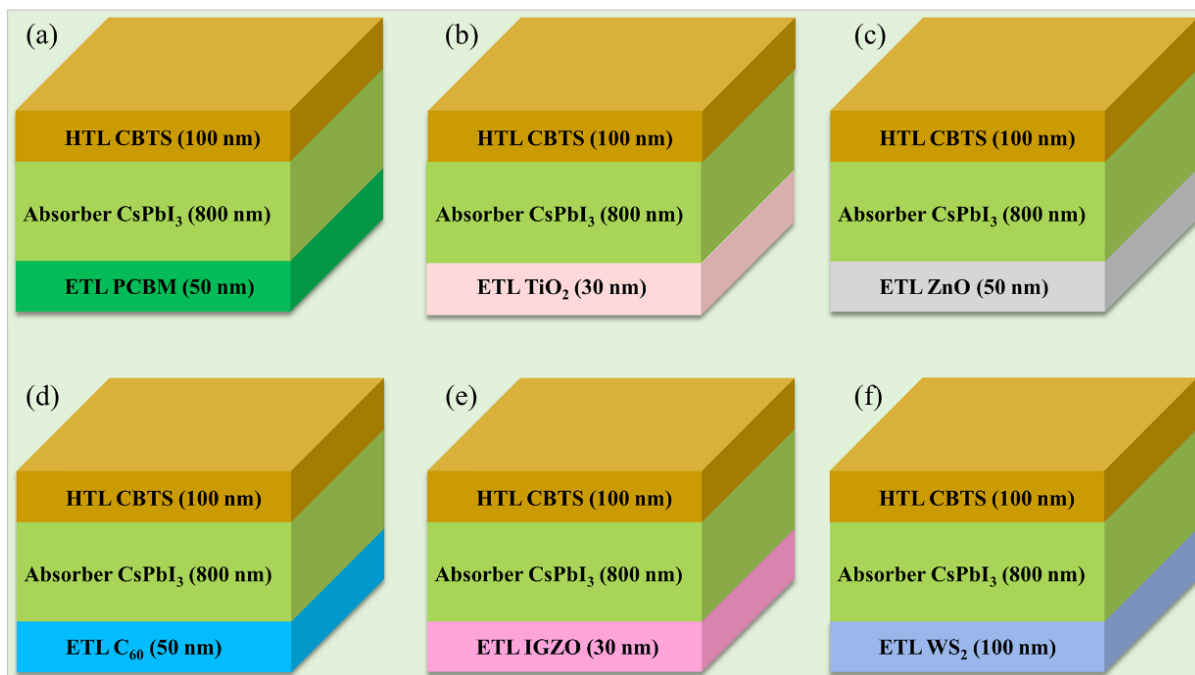 (a)
HTL CBTS (100 nm)
Absorber CsPbI₃ (800 nm)
ETL PCBM (50 nm)
(b)
HTL CBTS (100 nm)
Absorber CsPbI₃ (800 nm)
ETL TiO₂ (30 nm)
(c)
HTL CBTS (100 nm)
Absorber CsPbI₃ (800 nm)
ETL ZnO (50 nm)
(d)
HTL CBTS (100 nm)
Absorber CsPbI₃ (800 nm)
ETL C₆₀ (50 nm)
(e)
HTL CBTS (100 nm)
Absorber CsPbI₃ (800 nm)
ETL IGZO (30 nm)
(f)
HTL CBTS (100 nm)
Absorber CsPbI₃ (800 nm)
ETL WS₂ (100 nm)